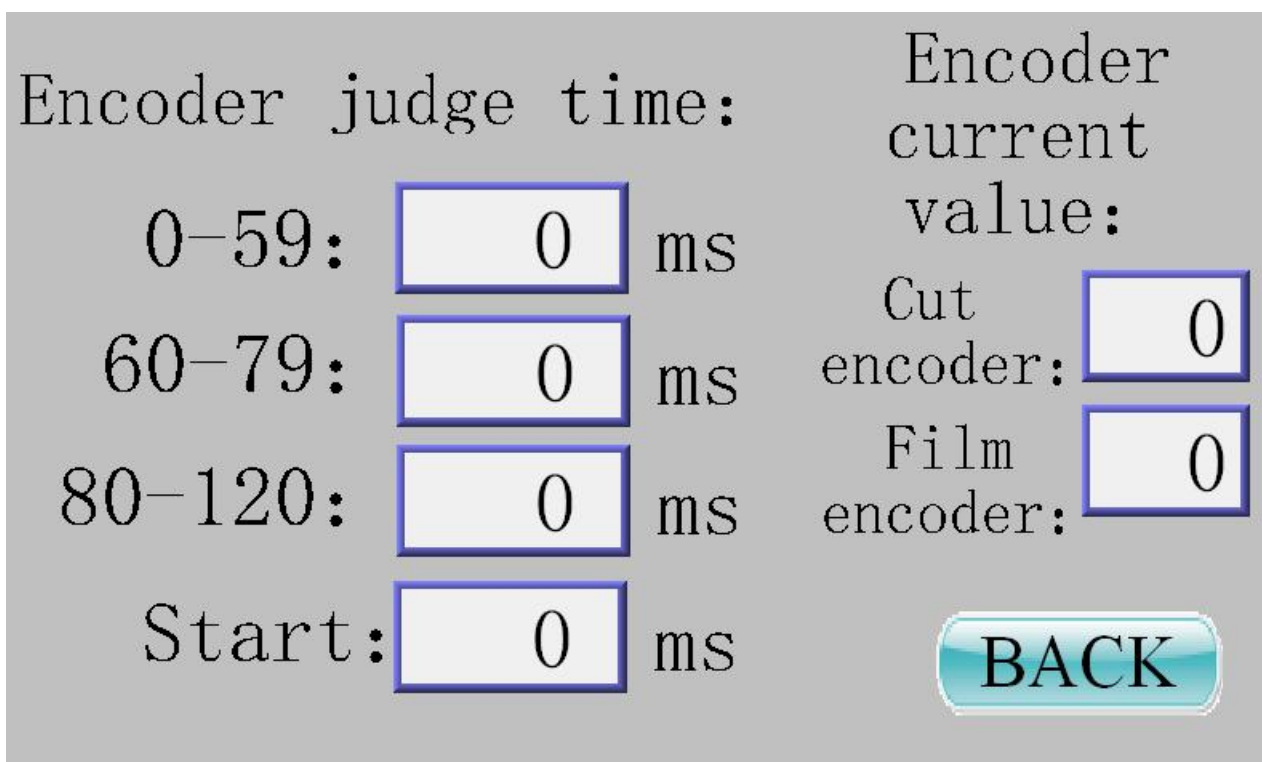 Encoder judge time:
0-59: 0 ms
60-79: 0 ms
80-120: 0 ms
Start: 0 ms
Encoder
current
value:
Cut
encoder: 0
Film
encoder: 0
BACK